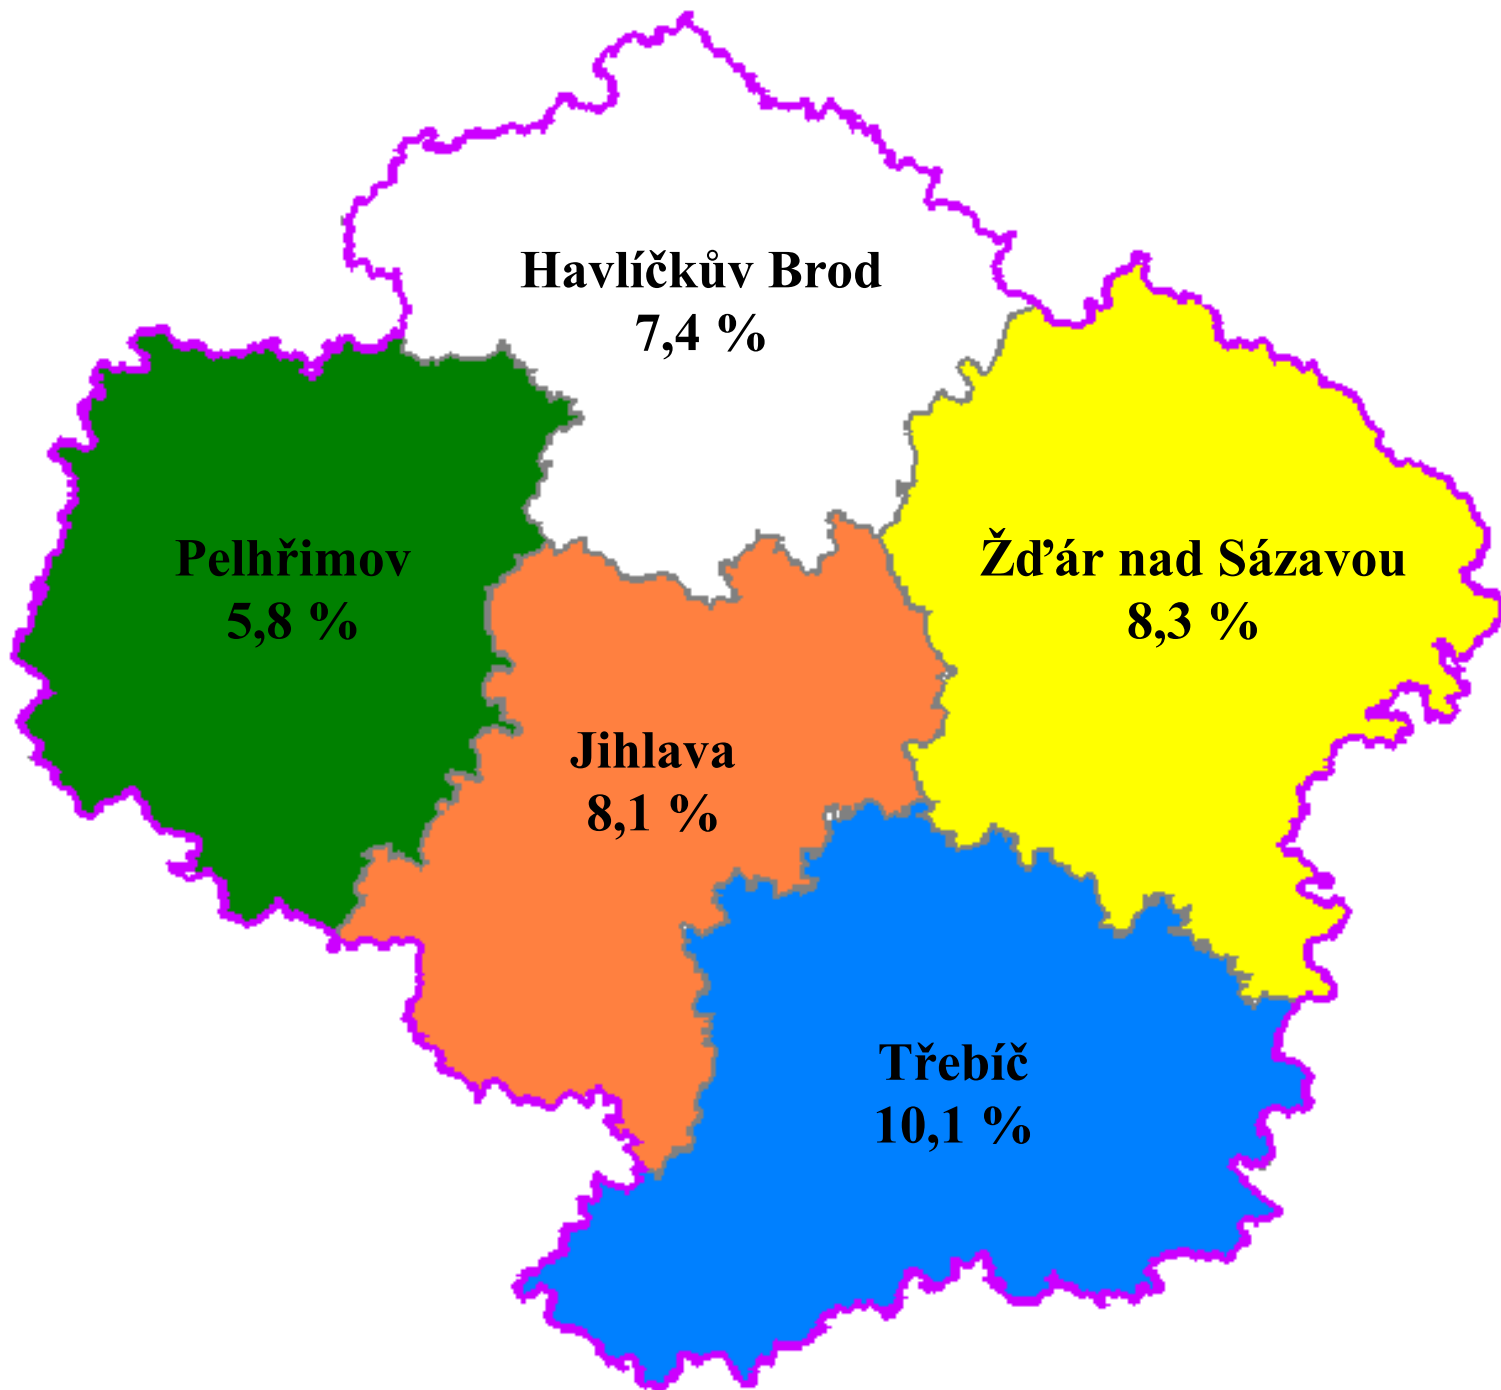 Havlíčkův Brod
7,4 %
Pelhřimov
5,8 %
Žďár nad Sázavou
8,3 %
Jihlava
8,1 %
Třebíč
10,1 %